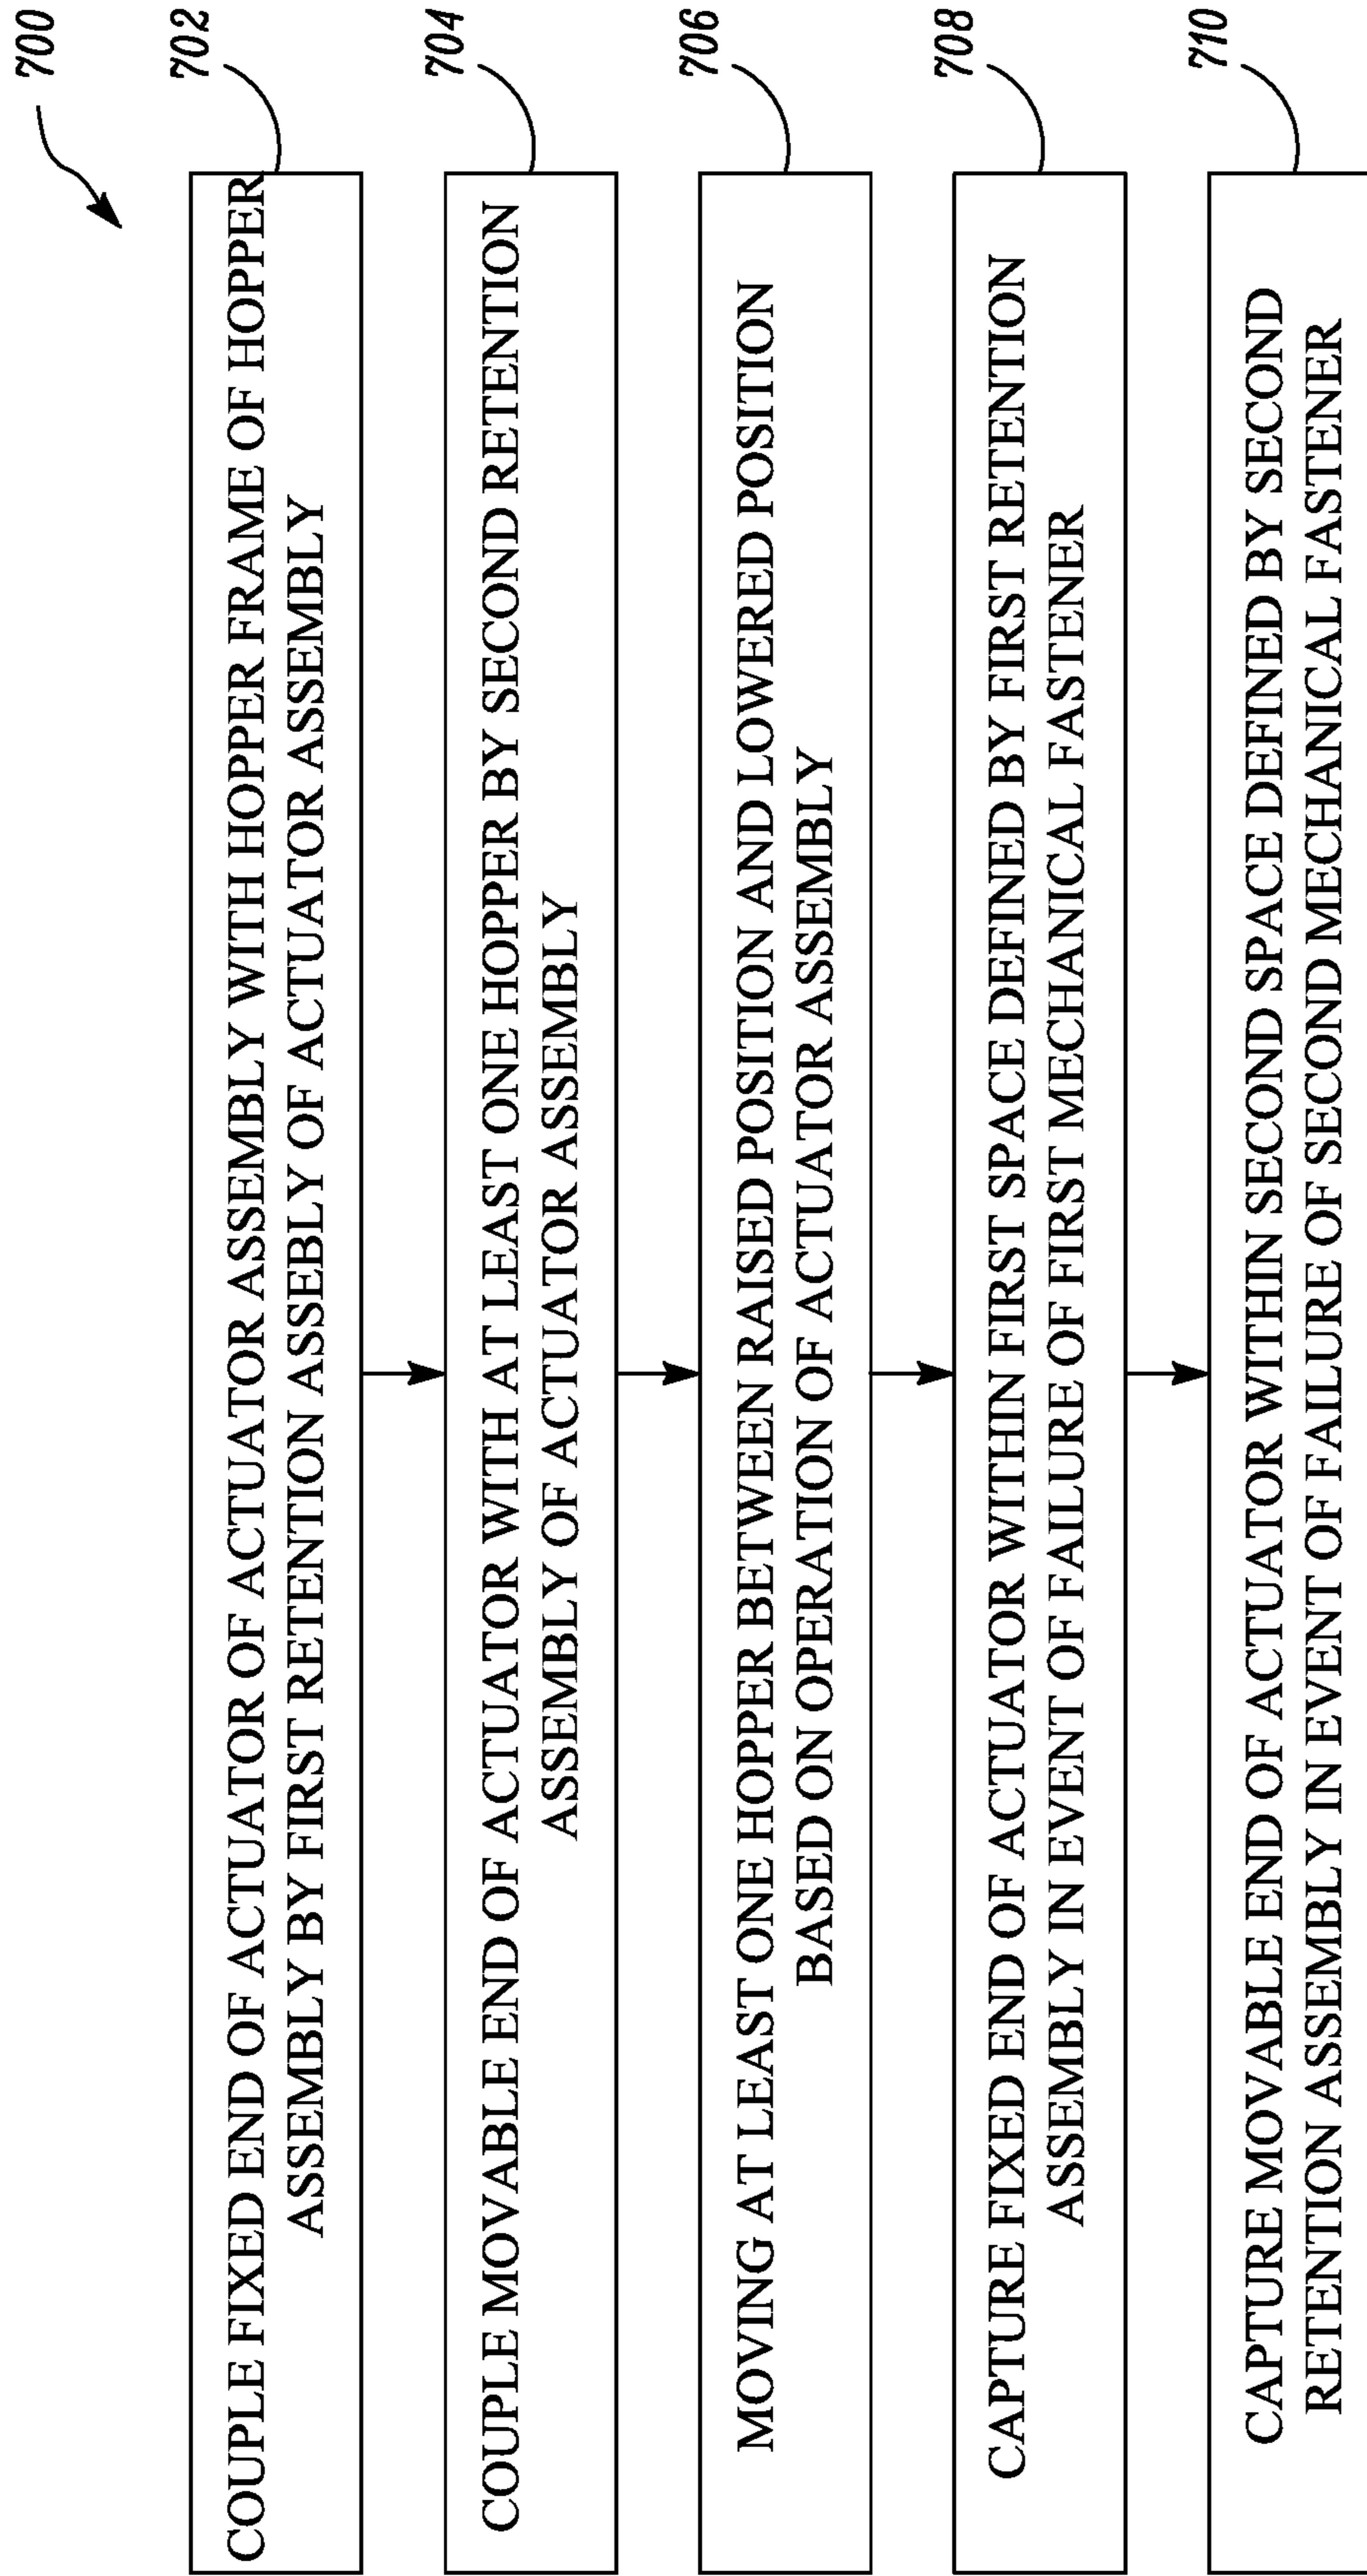 700
702
COUPLE FIXED END OF ACTUATOR OF ACTUATOR ASSEMBLY WITH HOPPER FRAME OF HOPPER
ASSEMBLY BY FIRST RETENTION ASSEBLY OF ACTUATOR ASSEMBLY
704
COUPLE MOVABLE END OF ACTUATOR WITH AT LEAST ONE HOPPER BY SECOND RETENTION
ASSEMBLY OF ACTUATOR ASSEMBLY
706
MOVING AT LEAST ONE HOPPER BETWEEN RAISED POSITION AND LOWERED POSITION
BASED ON OPERATION OF ACTUATOR ASSEMBLY
708
CAPTURE FIXED END OF ACTUATOR WITHIN FIRST SPACE DEFINED BY FIRST RETENTION
ASSEMBLY IN EVENT OF FAILURE OF FIRST MECHANICAL FASTENER
710
CAPTURE MOVABLE END OF ACTUATOR WITHIN SECOND SPACE DEFINED BY SECOND
RETENTION ASSEMBLY IN EVENT OF FAILURE OF SECOND MECHANICAL FASTENER